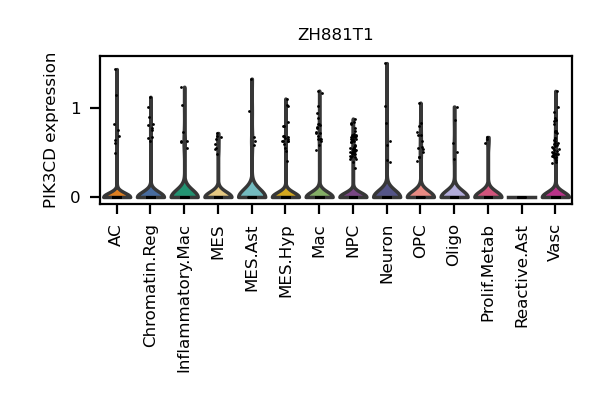 ZH881T1
PIK3CD expression
1
0
AC
Chromatin.Reg
Inflammatory.Mac
MES
MES.Ast
MES.Hyp
Mac
NPC
Neuron
OPC
Oligo
Prolif.Metab
Reactive.Ast
Vasc